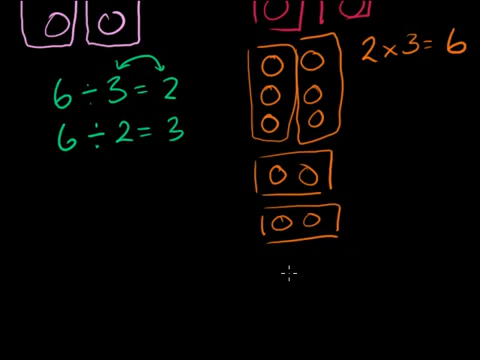 6 ÷ 3 = 2
6 ÷ 2 = 3
2 × 3 = 6